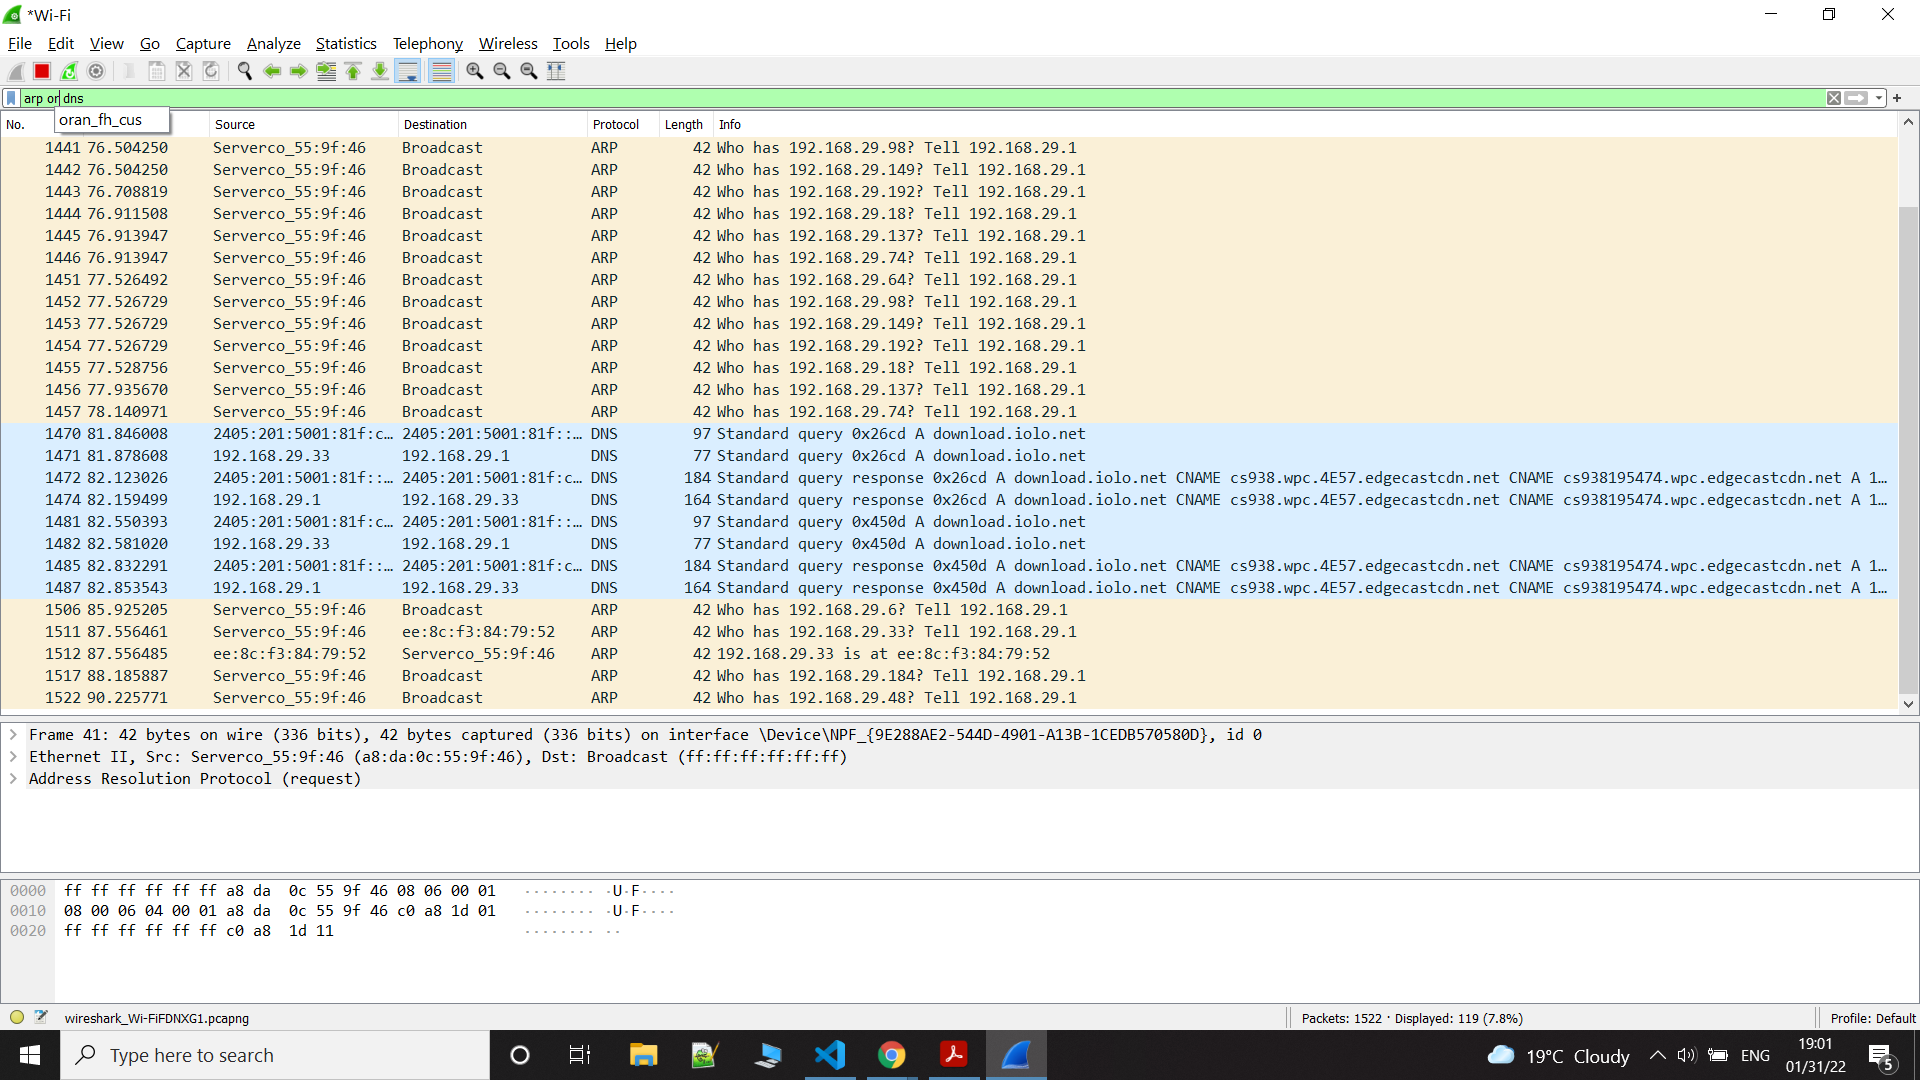 *Wi-Fi
File Edit View Go Capture Analyze Statistics Telephony Wireless Tools Help
arp or dns
oran_fh_cus
No. Source Destination Protocol Length Info
1441 76.504250 Serverco_55:9f:46 Broadcast ARP 42 Who has 192.168.29.98? Tell 192.168.29.1
1442 76.504250 Serverco_55:9f:46 Broadcast ARP 42 Who has 192.168.29.149? Tell 192.168.29.1
1443 76.708819 Serverco_55:9f:46 Broadcast ARP 42 Who has 192.168.29.192? Tell 192.168.29.1
1444 76.911508 Serverco_55:9f:46 Broadcast ARP 42 Who has 192.168.29.18? Tell 192.168.29.1
1445 76.913947 Serverco_55:9f:46 Broadcast ARP 42 Who has 192.168.29.137? Tell 192.168.29.1
1446 76.913947 Serverco_55:9f:46 Broadcast ARP 42 Who has 192.168.29.74? Tell 192.168.29.1
1451 77.526492 Serverco_55:9f:46 Broadcast ARP 42 Who has 192.168.29.64? Tell 192.168.29.1
1452 77.526729 Serverco_55:9f:46 Broadcast ARP 42 Who has 192.168.29.98? Tell 192.168.29.1
1453 77.526729 Serverco_55:9f:46 Broadcast ARP 42 Who has 192.168.29.149? Tell 192.168.29.1
1454 77.526729 Serverco_55:9f:46 Broadcast ARP 42 Who has 192.168.29.192? Tell 192.168.29.1
1455 77.528756 Serverco_55:9f:46 Broadcast ARP 42 Who has 192.168.29.18? Tell 192.168.29.1
1456 77.935670 Serverco_55:9f:46 Broadcast ARP 42 Who has 192.168.29.137? Tell 192.168.29.1
1457 78.140971 Serverco_55:9f:46 Broadcast ARP 42 Who has 192.168.29.74? Tell 192.168.29.1
1470 81.846008 2405:201:5001:81f:c… 2405:201:5001:81f::… DNS 97 Standard query 0x26cd A download.iolo.net
1471 81.878608 192.168.29.33 192.168.29.1 DNS 77 Standard query 0x26cd A download.iolo.net
1472 82.123026 2405:201:5001:81f::… 2405:201:5001:81f:c… DNS 184 Standard query response 0x26cd A download.iolo.net CNAME cs938.wpc.4E57.edgecastcdn.net CNAME cs938195474.wpc.edgecastcdn.net A 1…
1474 82.159499 192.168.29.1 192.168.29.33 DNS 164 Standard query response 0x26cd A download.iolo.net CNAME cs938.wpc.4E57.edgecastcdn.net CNAME cs938195474.wpc.edgecastcdn.net A 1…
1481 82.550393 2405:201:5001:81f:c… 2405:201:5001:81f::… DNS 97 Standard query 0x450d A download.iolo.net
1482 82.581020 192.168.29.33 192.168.29.1 DNS 77 Standard query 0x450d A download.iolo.net
1485 82.832291 2405:201:5001:81f::… 2405:201:5001:81f:c… DNS 184 Standard query response 0x450d A download.iolo.net CNAME cs938.wpc.4E57.edgecastcdn.net CNAME cs938195474.wpc.edgecastcdn.net A 1…
1487 82.853543 192.168.29.1 192.168.29.33 DNS 164 Standard query response 0x450d A download.iolo.net CNAME cs938.wpc.4E57.edgecastcdn.net CNAME cs938195474.wpc.edgecastcdn.net A 1…
1506 85.925205 Serverco_55:9f:46 Broadcast ARP 42 Who has 192.168.29.6? Tell 192.168.29.1
1511 87.556461 Serverco_55:9f:46 ee:8c:f3:84:79:52 ARP 42 Who has 192.168.29.33? Tell 192.168.29.1
1512 87.556485 ee:8c:f3:84:79:52 Serverco_55:9f:46 ARP 42 192.168.29.33 is at ee:8c:f3:84:79:52
1517 88.185887 Serverco_55:9f:46 Broadcast ARP 42 Who has 192.168.29.184? Tell 192.168.29.1
1522 90.225771 Serverco_55:9f:46 Broadcast ARP 42 Who has 192.168.29.48? Tell 192.168.29.1
Frame 41: 42 bytes on wire (336 bits), 42 bytes captured (336 bits) on interface \Device\NPF_{9E288AE2-544D-4901-A13B-1CEDB570580D}, id 0
Ethernet II, Src: Serverco_55:9f:46 (a8:da:0c:55:9f:46), Dst: Broadcast (ff:ff:ff:ff:ff:ff)
Address Resolution Protocol (request)
0000 ff ff ff ff ff ff a8 da 0c 55 9f 46 08 06 00 01 ········ ·U·F····
0010 08 00 06 04 00 01 a8 da 0c 55 9f 46 c0 a8 1d 01 ········ ·U·F····
0020 ff ff ff ff ff ff c0 a8 1d 11 ········ ··
wireshark_Wi-FiFDNXG1.pcapng Packets: 1522 · Displayed: 119 (7.8%) Profile: Default
Type here to search 19°C Cloudy ENG 19:01
01/31/22 5